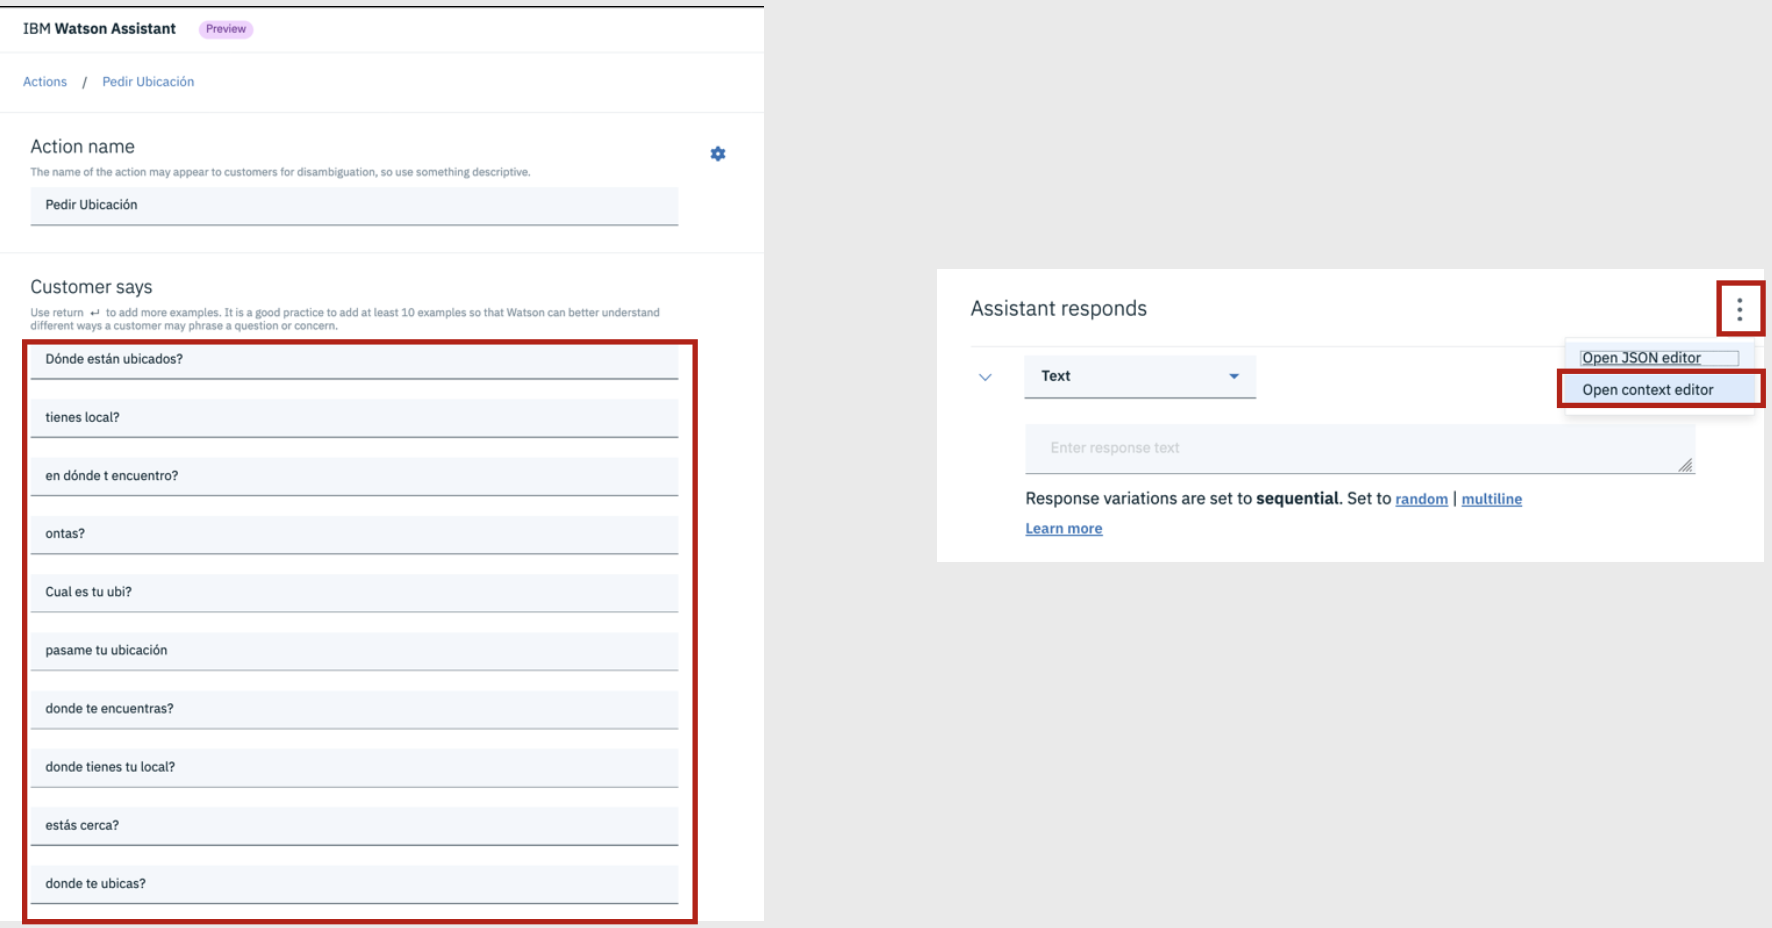 IBM Watson Assistant Preview
Actions / Pedir Ubicación
Action name
The name of the action may appear to customers for disambiguation, so use something descriptive.
Pedir Ubicación
Customer says
Use return ↵ to add more examples. It is a good practice to add at least 10 examples so that Watson can better understand
different ways a customer may phrase a question or concern.
Dónde están ubicados?
tienes local?
en dónde t encuentro?
ontas?
Cual es tu ubi?
pasame tu ubicación
donde te encuentras?
donde tienes tu local?
estás cerca?
donde te ubicas?
Assistant responds
Open JSON editor
Open context editor
Text
Enter response text
Response variations are set to sequential. Set to random | multiline
Learn more